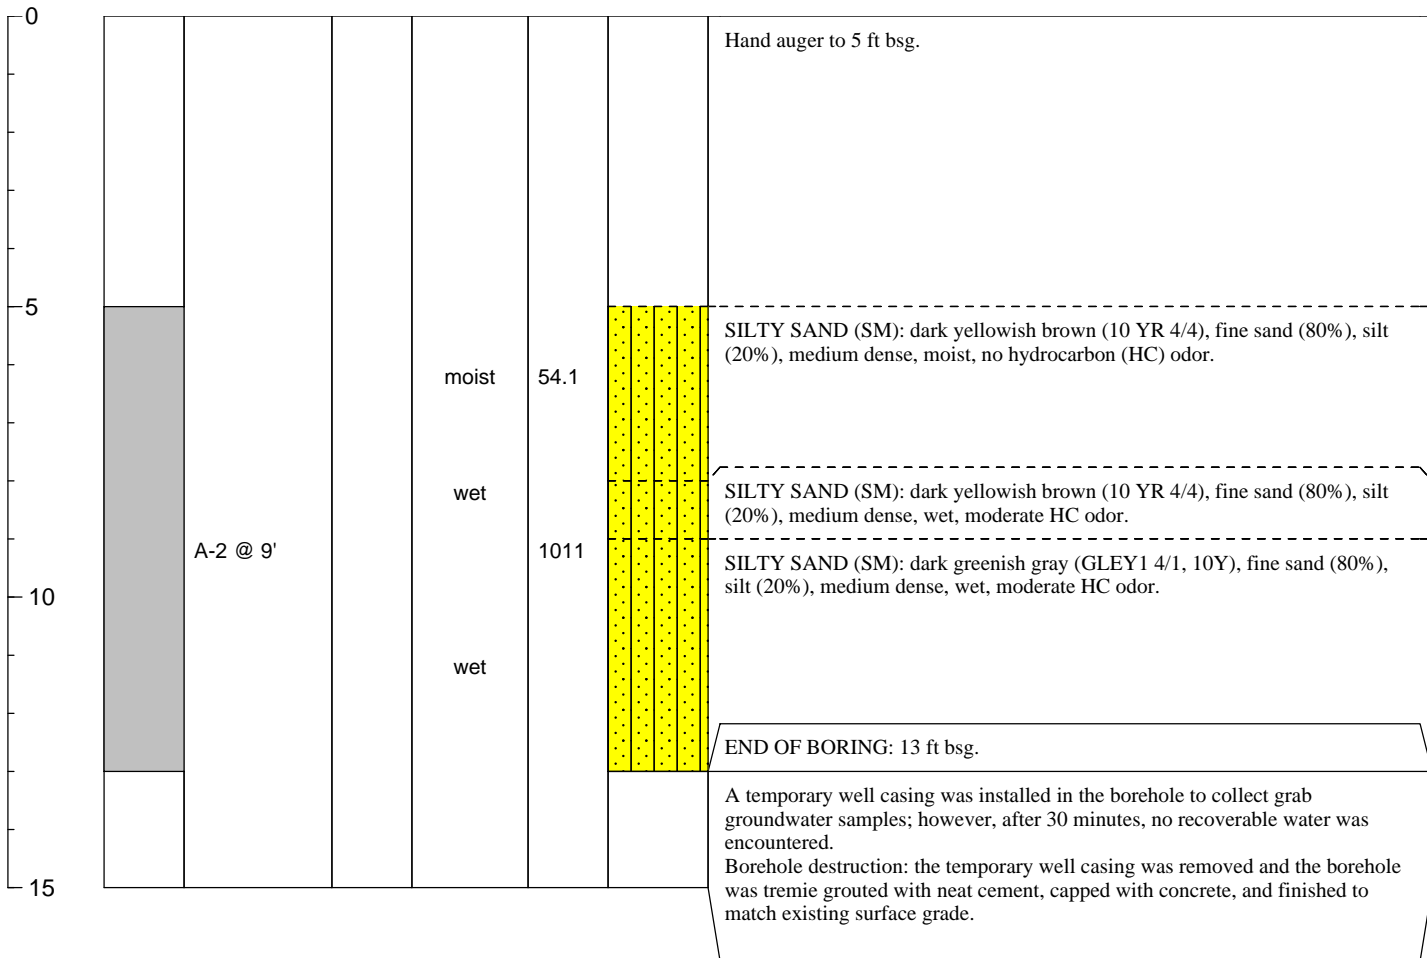 0
Hand auger to 5 ft bsg.
5
SILTY SAND (SM): dark yellowish brown (10 YR 4/4), fine sand (80%), silt
(20%), medium dense, moist, no hydrocarbon (HC) odor.
moist
54.1
wet
SILTY SAND (SM): dark yellowish brown (10 YR 4/4), fine sand (80%), silt
(20%), medium dense, wet, moderate HC odor.
A-2 @ 9'
1011
SILTY SAND (SM): dark greenish gray (GLEY1 4/1, 10Y), fine sand (80%),
silt (20%), medium dense, wet, moderate HC odor.
10
wet
END OF BORING: 13 ft bsg.
A temporary well casing was installed in the borehole to collect grab
groundwater samples; however, after 30 minutes, no recoverable water was
encountered.
Borehole destruction: the temporary well casing was removed and the borehole
was tremie grouted with neat cement, capped with concrete, and finished to
match existing surface grade.
15